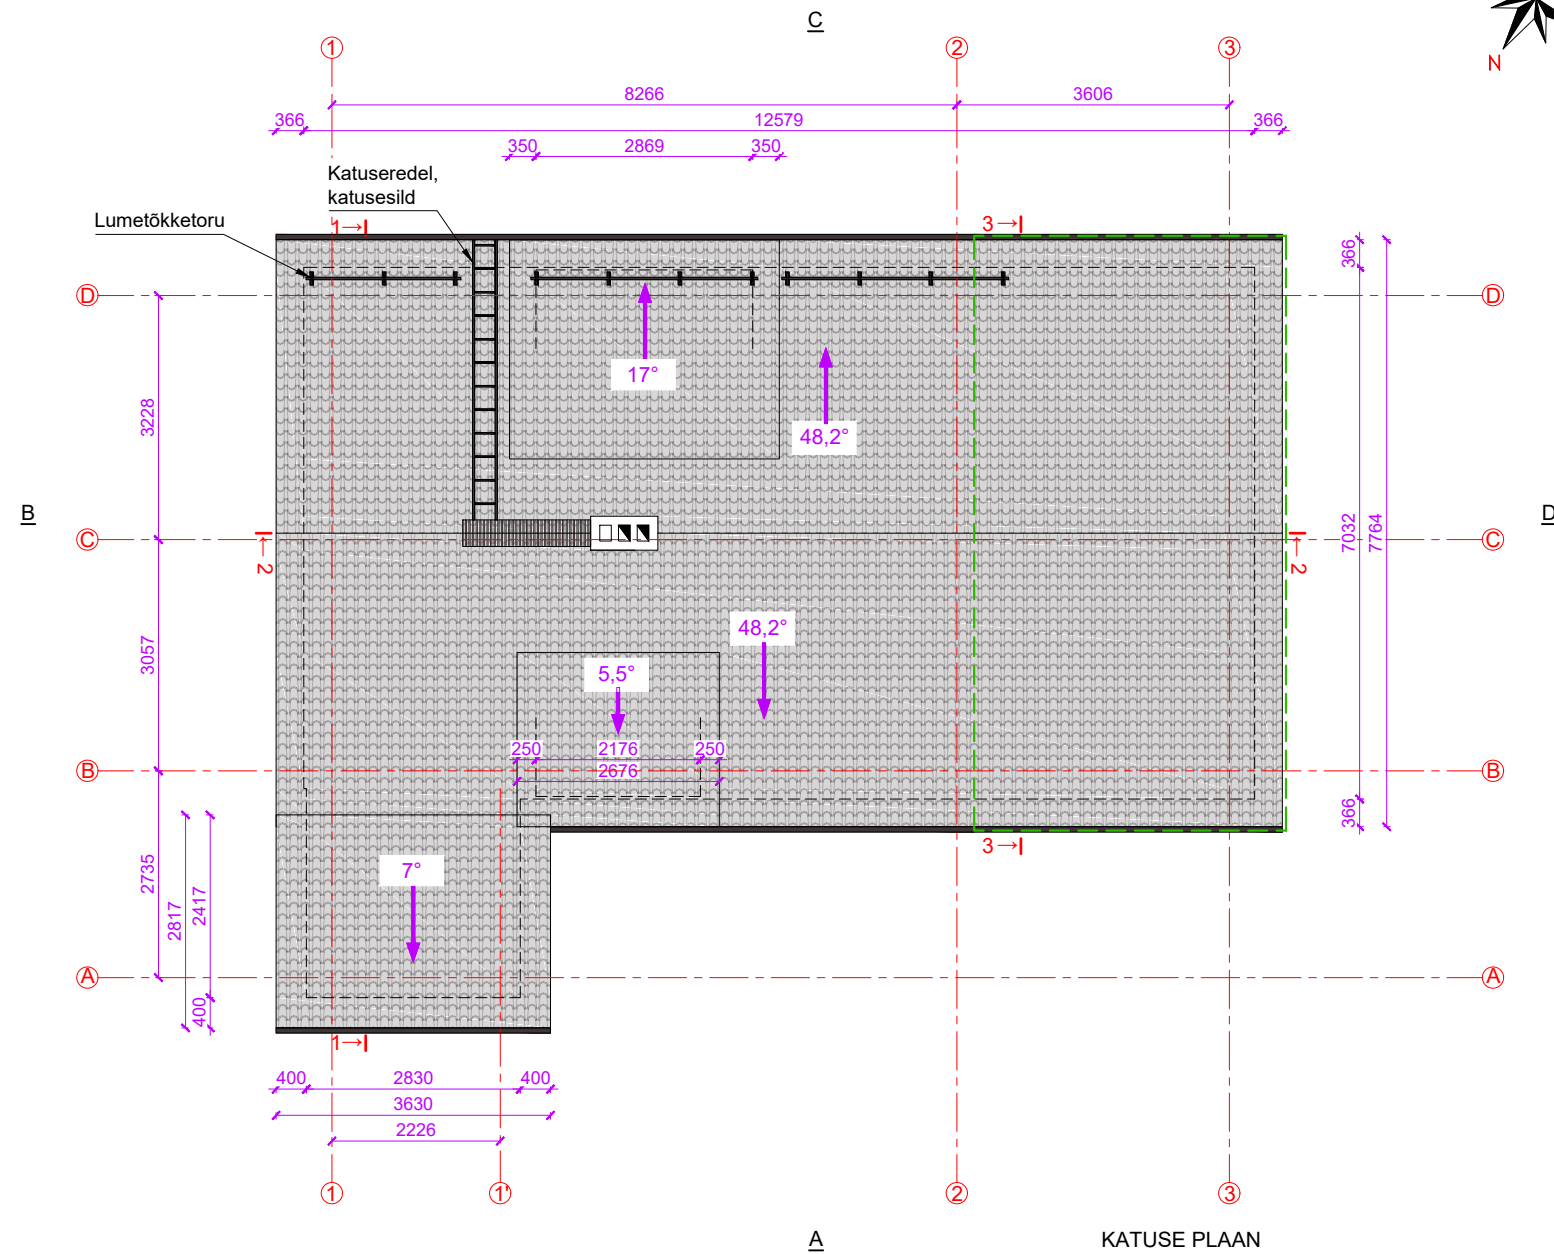 C
N
1
2
3
8266
3606
366
12579
366
350
2869
350
Katuseredel,
katusesild
Lumetõkketoru
1
3
366
D
D
17°
3228
48,2°
B
D
C
C
2
2
7032
7764
3057
48,2°
5,5°
250
2176
250
2676
B
B
366
3
2735
7°
2417
2817
A
A
400
1
400
2830
400
3630
2226
1
1'
2
3
A
KATUSE PLAAN